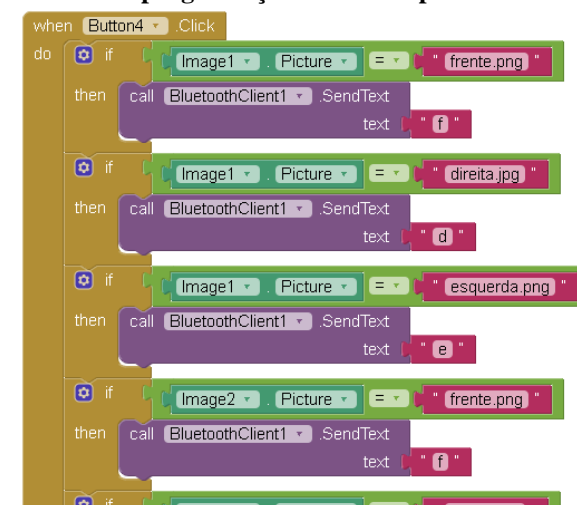 when Button4 .Click
do if Image1 . Picture = " frente.png "
then call BluetoothClient1 .SendText
text " f "
if Image1 . Picture = " direita.jpg "
then call BluetoothClient1 .SendText
text " d "
if Image1 . Picture = " esquerda.png "
then call BluetoothClient1 .SendText
text " e "
if Image2 . Picture = " frente.png "
then call BluetoothClient1 .SendText
text " f "
if